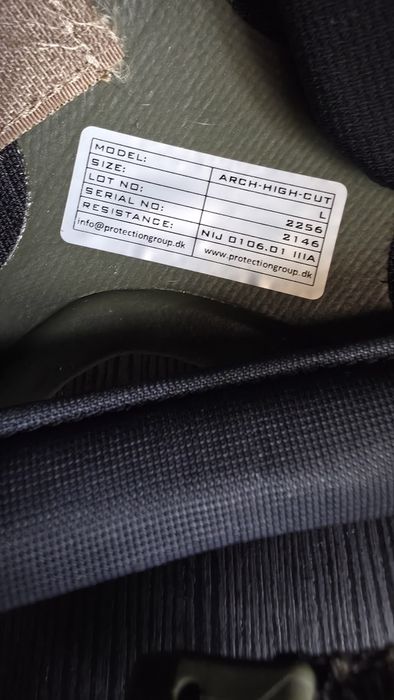 MODEL: ARCH-HIGH-CUT
SIZE: L
LOT NO: 2256
SERIAL NO: 2146
RESISTANCE: NIJ 0106.01 IIIA
info@protectiongroup.dk www.protectiongroup.dk